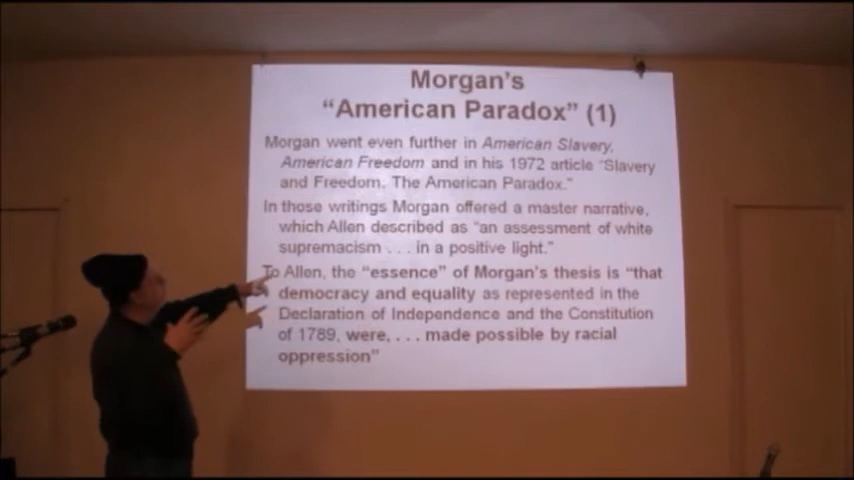 Morgan's
"American Paradox" (1)
Morgan went even further in American Slavery,
American Freedom and in his 1972 article "Slavery
and Freedom: The American Paradox."
In those writings Morgan offered a master narrative,
which Allen described as "an assessment of white
supremacism . . . in a positive light."
To Allen, the "essence" of Morgan's thesis is "that
democracy and equality as represented in the
Declaration of Independence and the Constitution
of 1789, were, . . . made possible by racial
oppression"